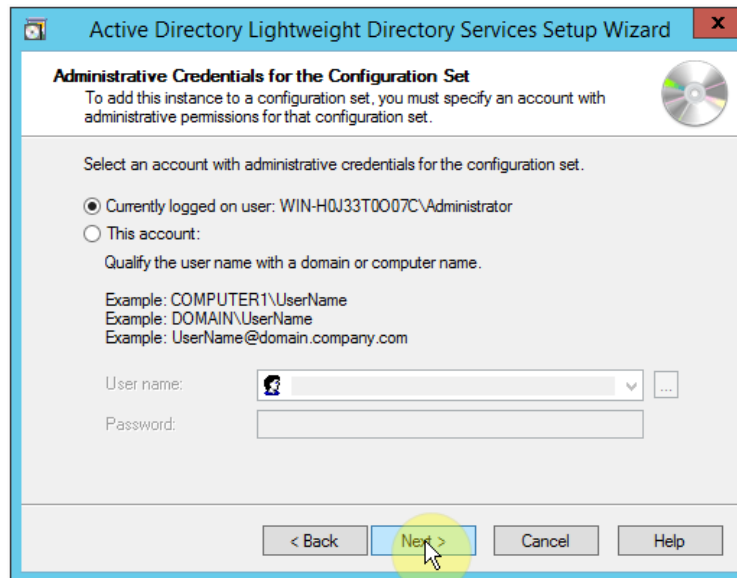 Active Directory Lightweight Directory Services Setup Wizard
x
Administrative Credentials for the Configuration Set
To add this instance to a configuration set, you must specify an account with
administrative permissions for that configuration set.
Select an account with administrative credentials for the configuration set.
Currently logged on user: WIN-H0J33T0O07C\Administrator
This account:
Qualify the user name with a domain or computer name.
Example: COMPUTER1\UserName
Example: DOMAIN\UserName
Example: UserName@domain.company.com
User name:
...
Password:
< Back
Next >
Cancel
Help